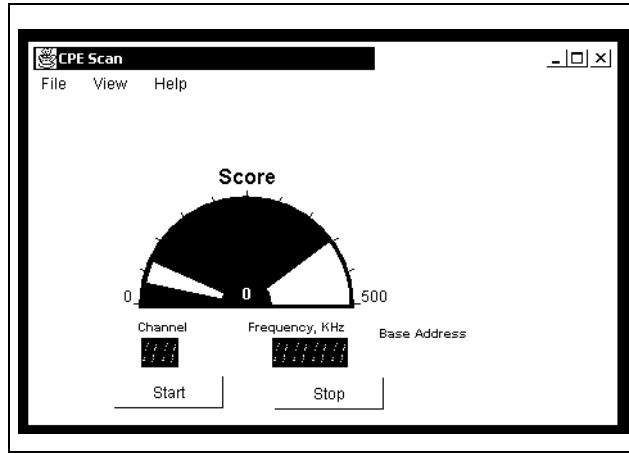 CPE Scan
File View Help
Score
0 0 500
Channel Frequency, KHz Base Address
Start Stop